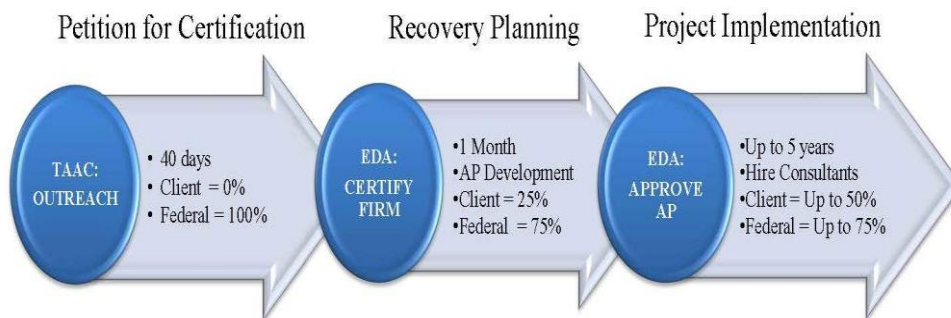 Petition for Certification
Recovery Planning
Project Implementation
TAAC:
OUTREACH
• 40 days
• Client = 0%
• Federal = 100%
EDA:
CERTIFY
FIRM
•1 Month
•AP Development
•Client = 25%
•Federal = 75%
EDA:
APPROVE
AP
•Up to 5 years
•Hire Consultants
•Client = Up to 50%
•Federal = Up to 75%